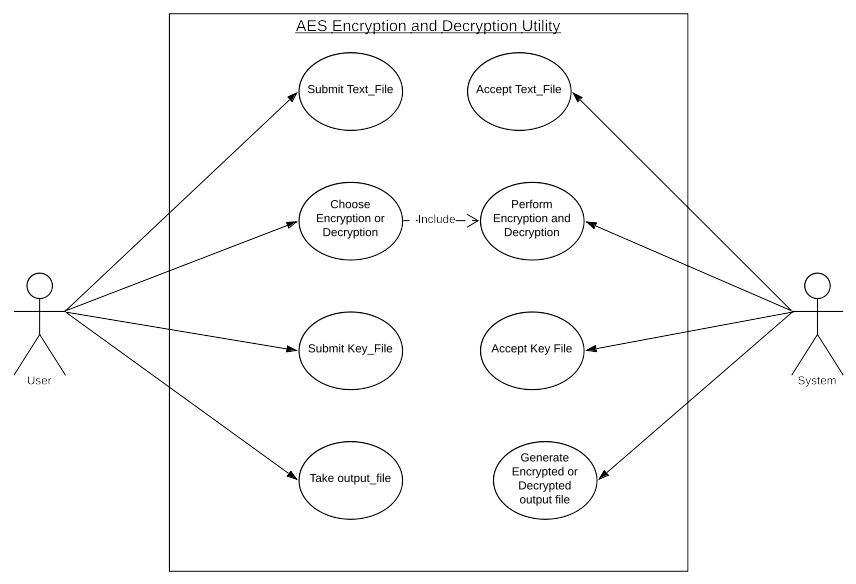 AES Encryption and Decryption Utility
Submit Text_File
Accept Text_File
Choose
Encryption or
Decryption
Include
Perform
Encryption and
Decryption
User
System
Submit Key_File
Accept Key File
Take output_file
Generate
Encrypted or
Decrypted
output file